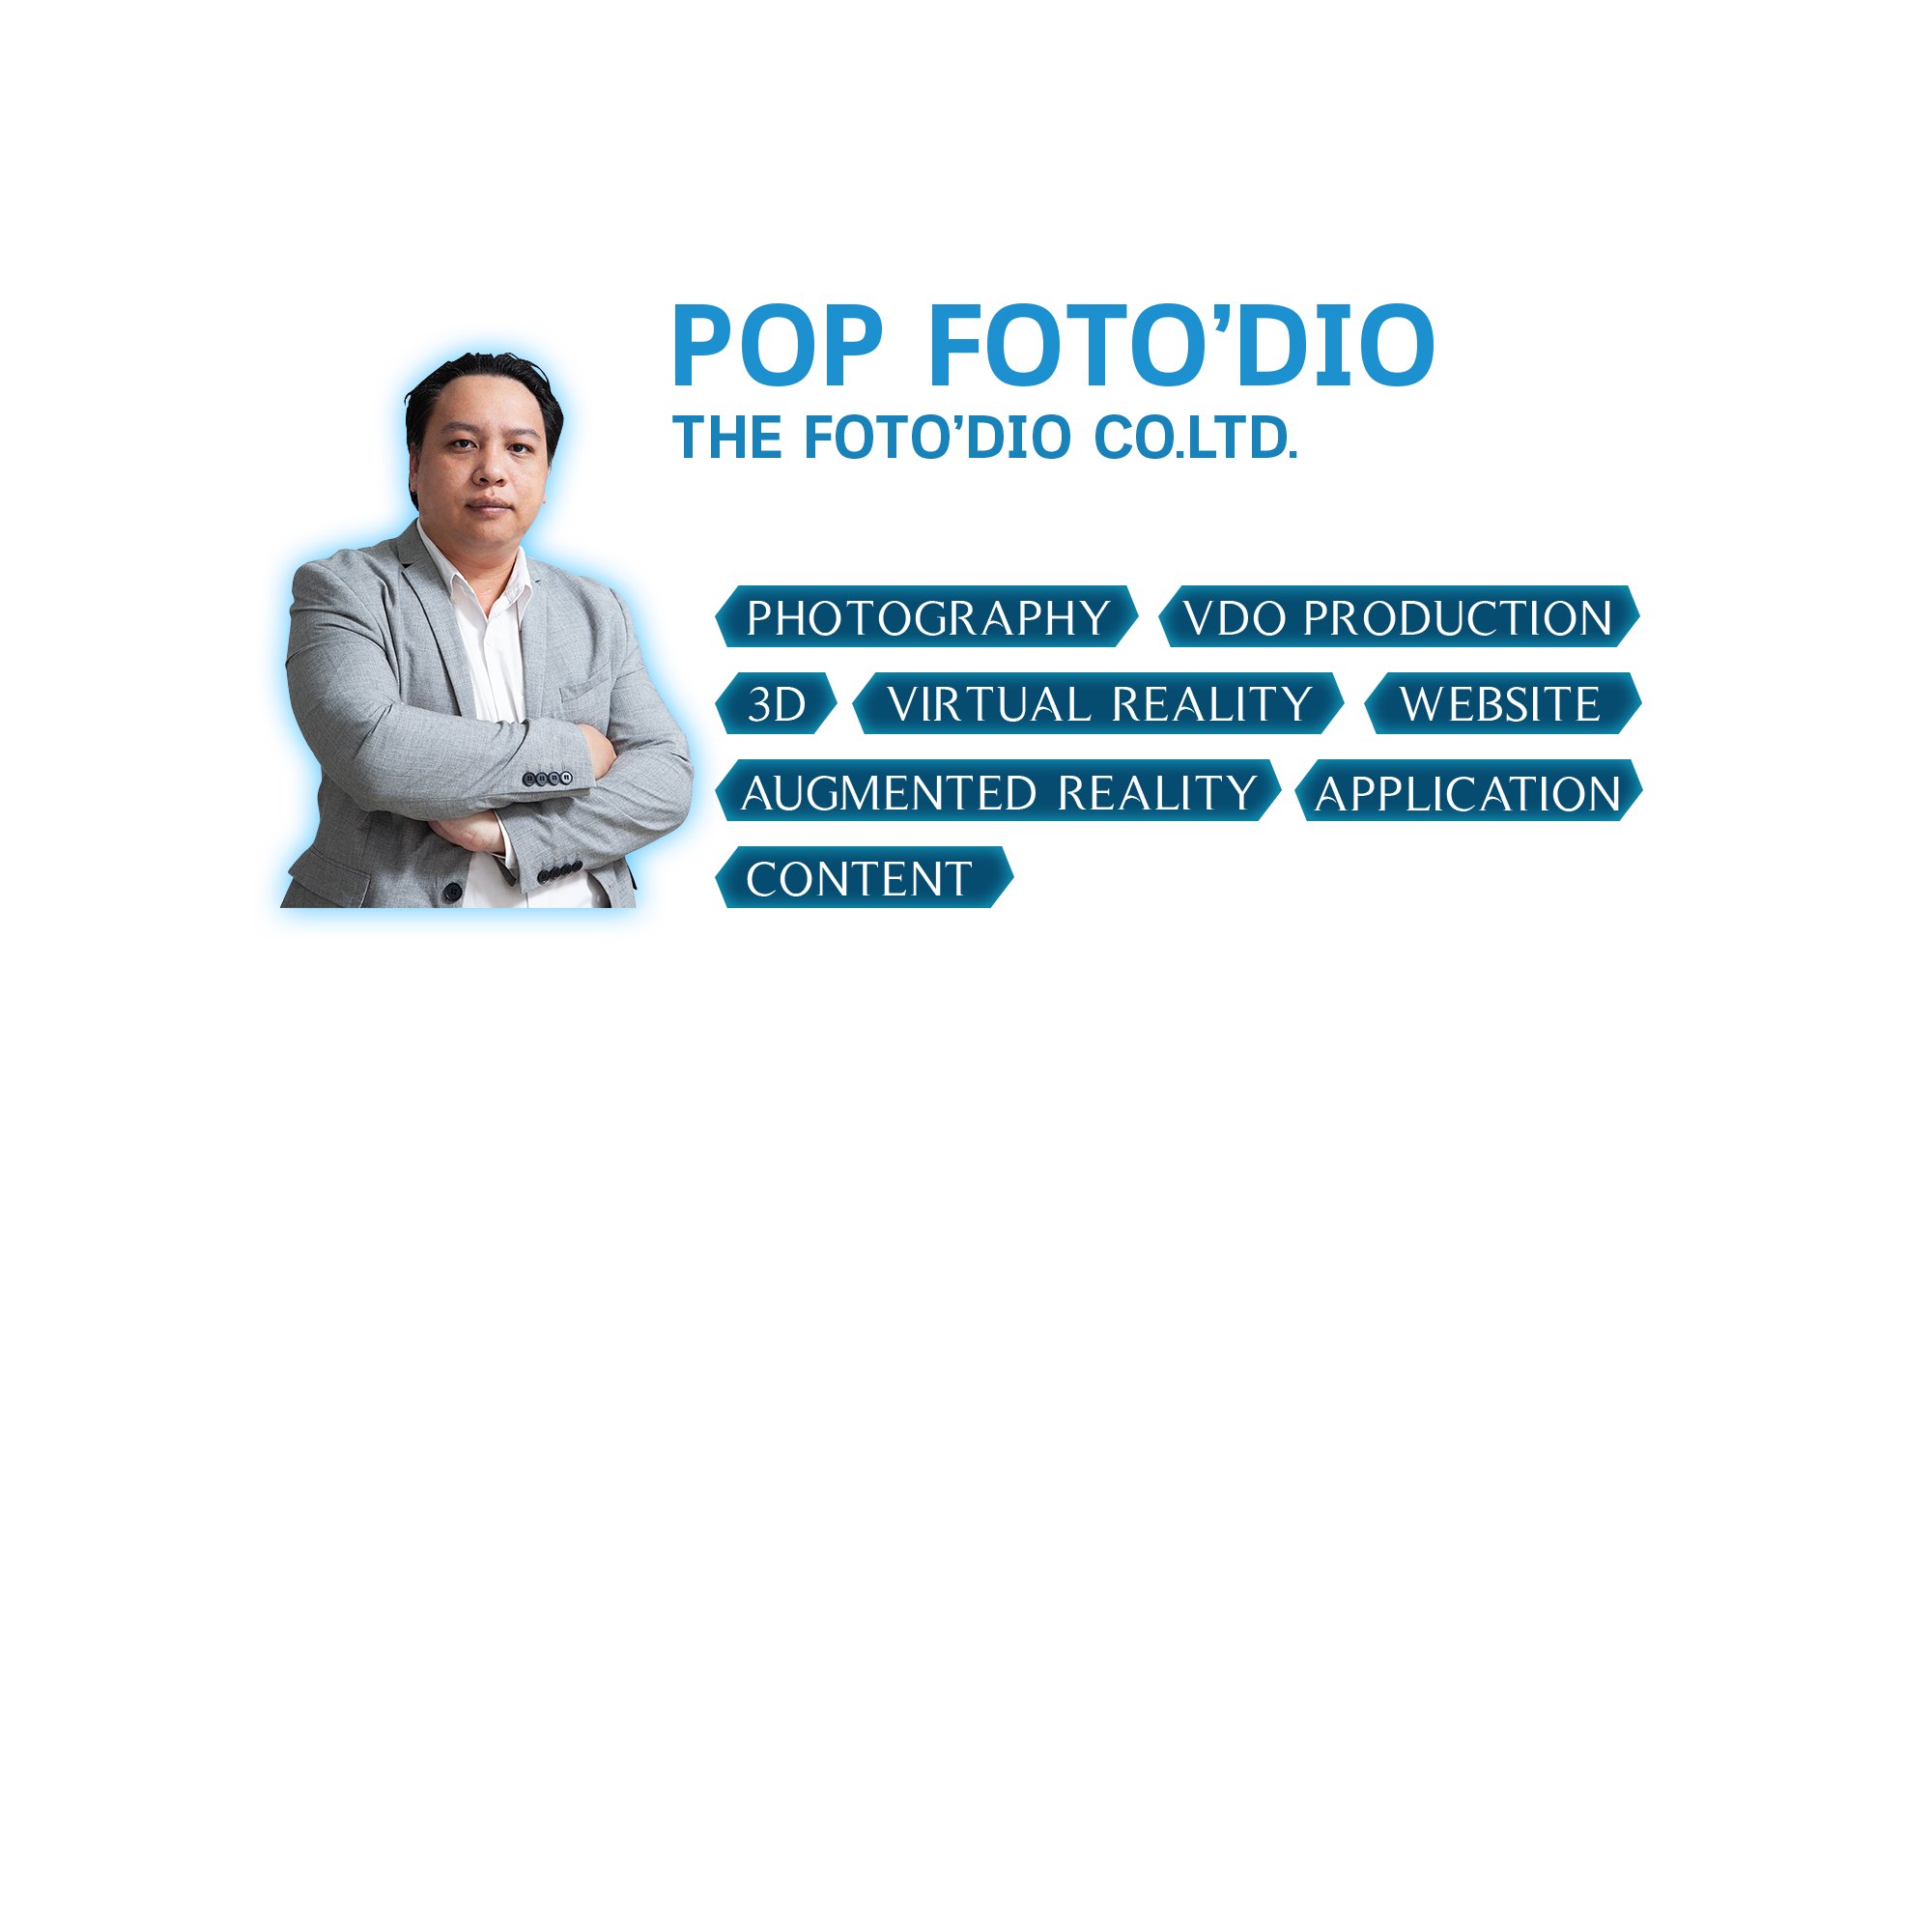 POP FOTO’DIO
THE FOTO’DIO CO.LTD.
PHOTOGRAPHY VDO PRODUCTION
3D VIRTUAL REALITY WEBSITE
AUGMENTED REALITY APPLICATION
CONTENT